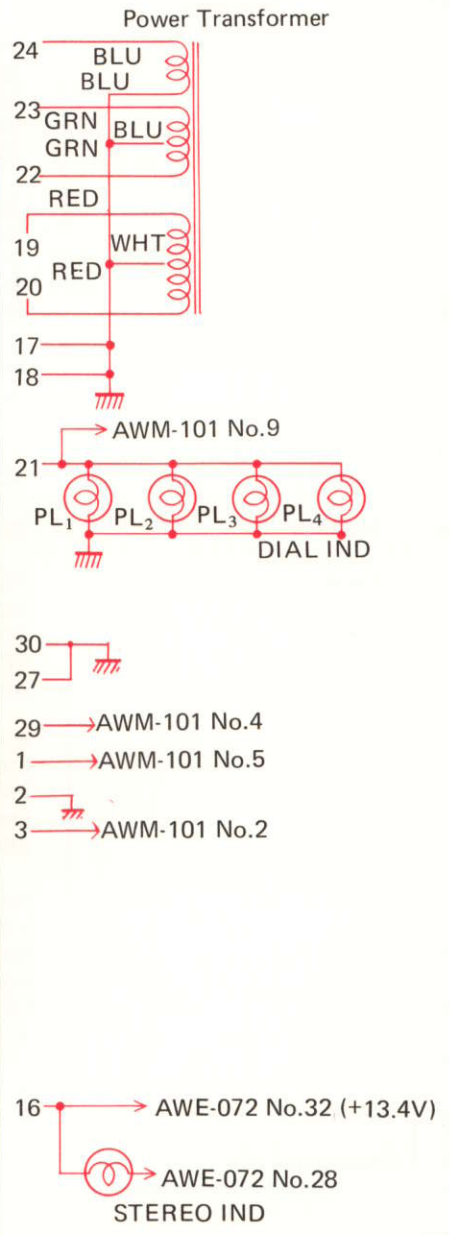 Power Transformer
24
BLU
BLU
23
GRN
BLU
GRN
22
RED
19
WHT
RED
20
17
18
AWM-101 No.9
21
PL1 PL2 PL3 PL4
DIAL IND
30
27
29 AWM-101 No.4
1 AWM-101 No.5
2
3 AWM-101 No.2
16 AWE-072 No.32 (+13.4V)
AWE-072 No.28
STEREO IND